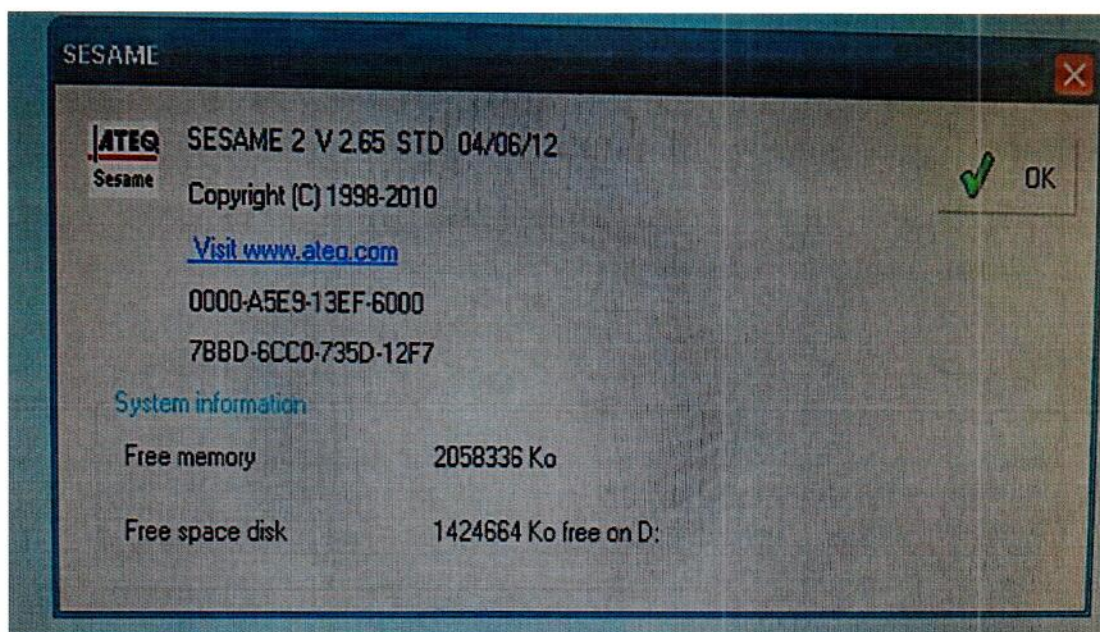 SESAME
ATEQ
Sesame
SESAME 2 V 2.65 STD 04/06/12
Copyright (C) 1998-2010
Visit www.ateq.com
0000-A5E9-13EF-6000
7BBD-6CC0-735D-12F7
OK
System information
Free memory 2058336 Ko
Free space disk 1424664 Ko free on D: